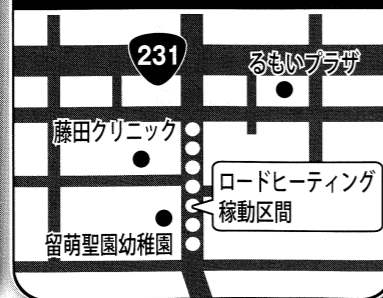 231
るもいプラザ
藤田クリニック
ロードヒーティング
稼動区間
留萌聖園幼稚園